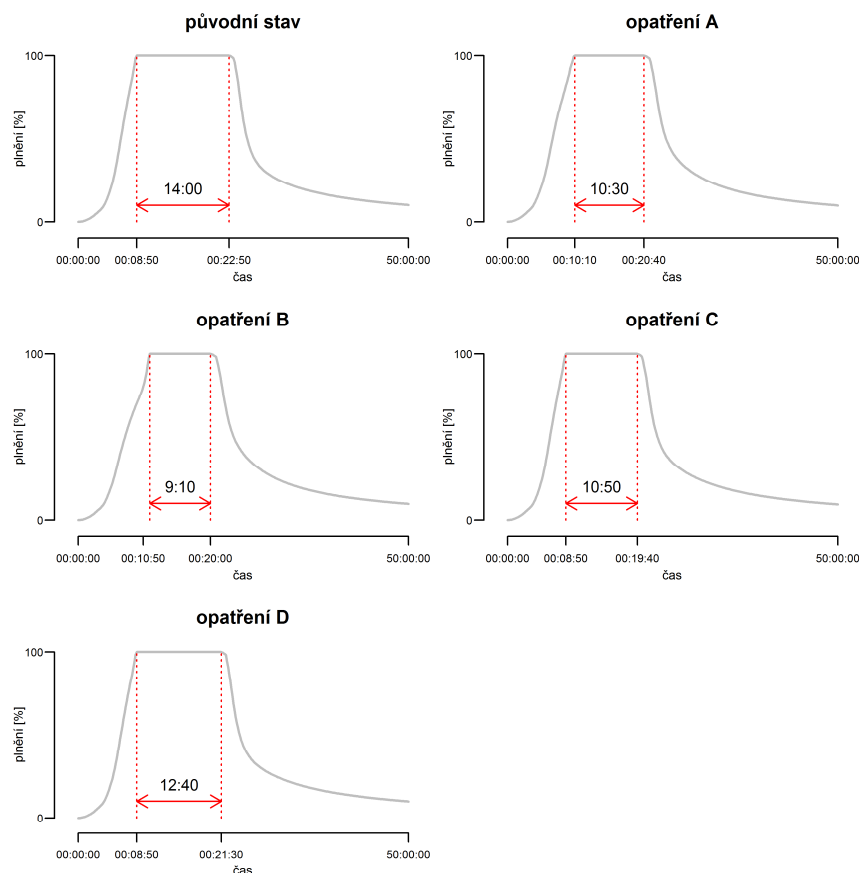 původní stav
plnění [%]
100
0
14:00
00:00:00 00:08:50 00:22:50 50:00:00
čas
opatření A
plnění [%]
100
0
10:30
00:00:00 00:10:10 00:20:40 50:00:00
čas
opatření B
plnění [%]
100
0
9:10
00:00:00 00:10:50 00:20:00 50:00:00
čas
opatření C
plnění [%]
100
0
10:50
00:00:00 00:08:50 00:19:40 50:00:00
čas
opatření D
plnění [%]
100
0
12:40
00:00:00 00:08:50 00:21:30 50:00:00
čas